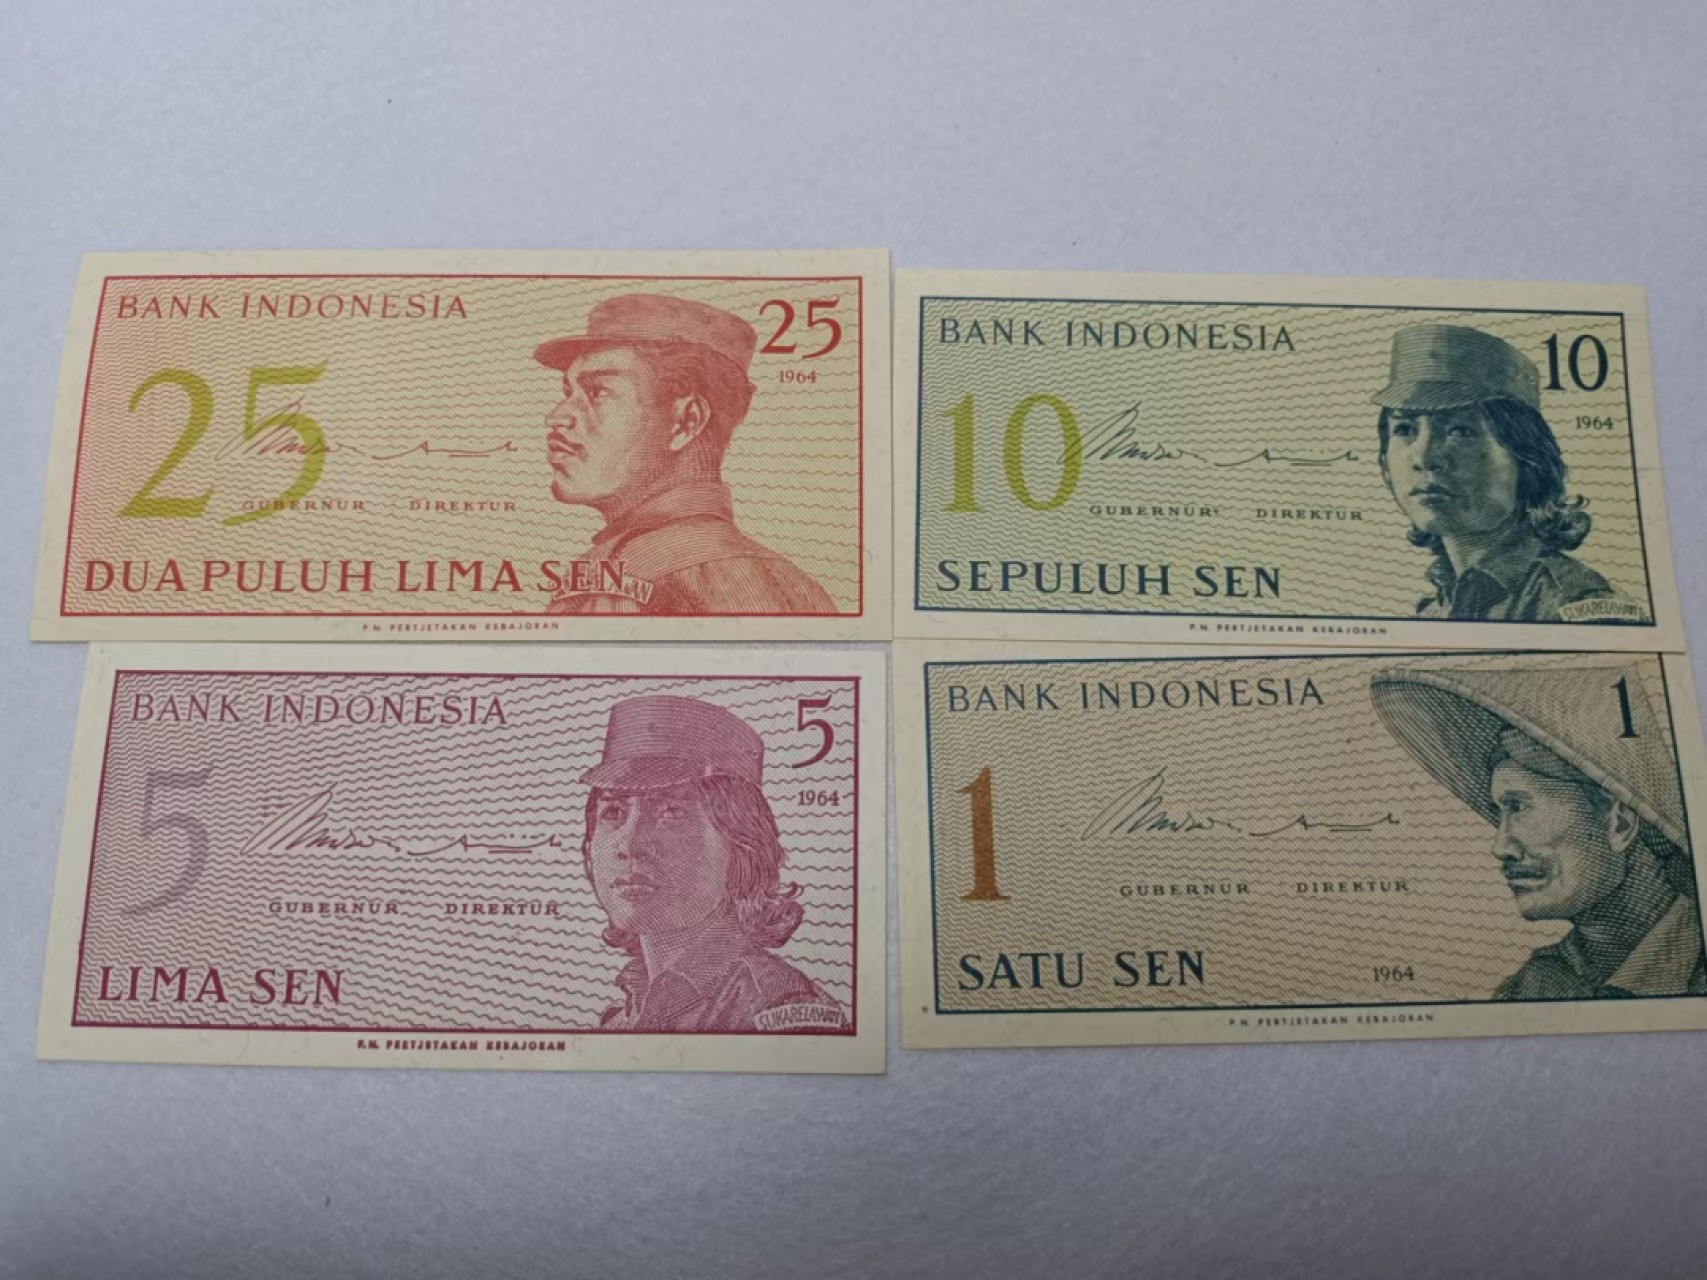 BANK INDONESIA
25
1964
25
GUBERNUR DIREKTUR
DUA PULUH LIMA SEN
P.N. PERTJETAKAN KEBAJORAN
BANK INDONESIA
10
1964
10
GUBERNUR DIREKTUR
SEPULUH SEN
SUKARELAWATI
P.N. PERTJETAKAN KEBAJORAN
BANK INDONESIA
5
1964
5
GUBERNUR DIREKTUR
LIMA SEN
SUKARELAWATI
P.N. PERTJETAKAN KEBAJORAN
BANK INDONESIA
1
1
GUBERNUR DIREKTUR
SATU SEN
1964
P.N. PERTJETAKAN KEBAJORAN